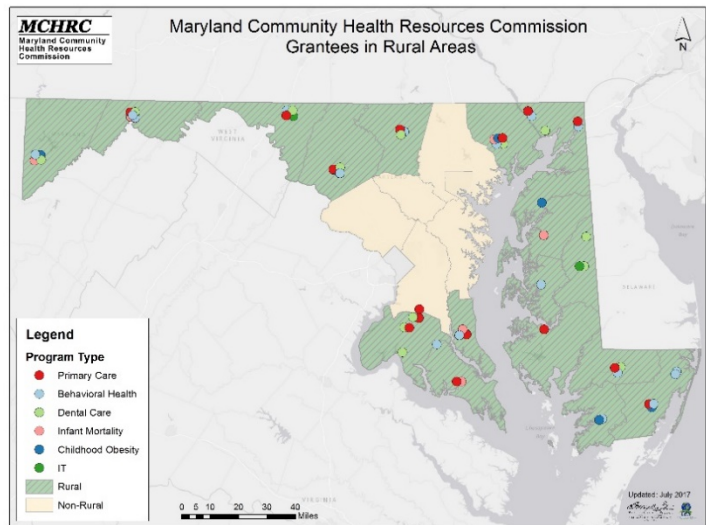 MCHRC
Maryland Community
Health Resources
Commission
Maryland Community Health Resources Commission
Grantees in Rural Areas
N
WEST
VIRGINIA
DELAWARE
Legend
Program Type
Primary Care
Behavioral Health
Dental Care
Infant Mortality
Childhood Obesity
IT
Rural
Non-Rural
VIRGINIA
0 5 10 20 30 40
Miles
Updated: July 2017